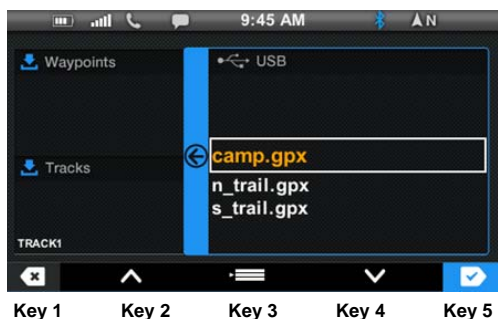 9:45 AM N
Waypoints
USB
camp.gpx
Tracks
n_trail.gpx
s_trail.gpx
TRACK1
Key 1 Key 2 Key 3 Key 4 Key 5